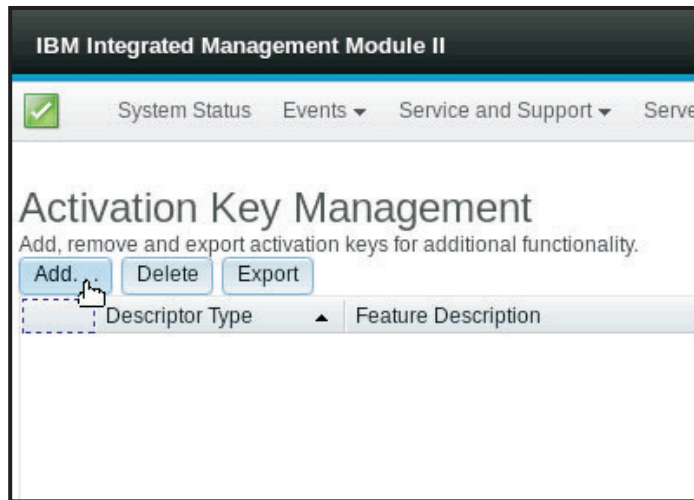 IBM Integrated Management Module II
System Status Events Service and Support
Activation Key Management
Add, remove and export activation keys for additional functionality.
Add... Delete Export
Descriptor Type Feature Description